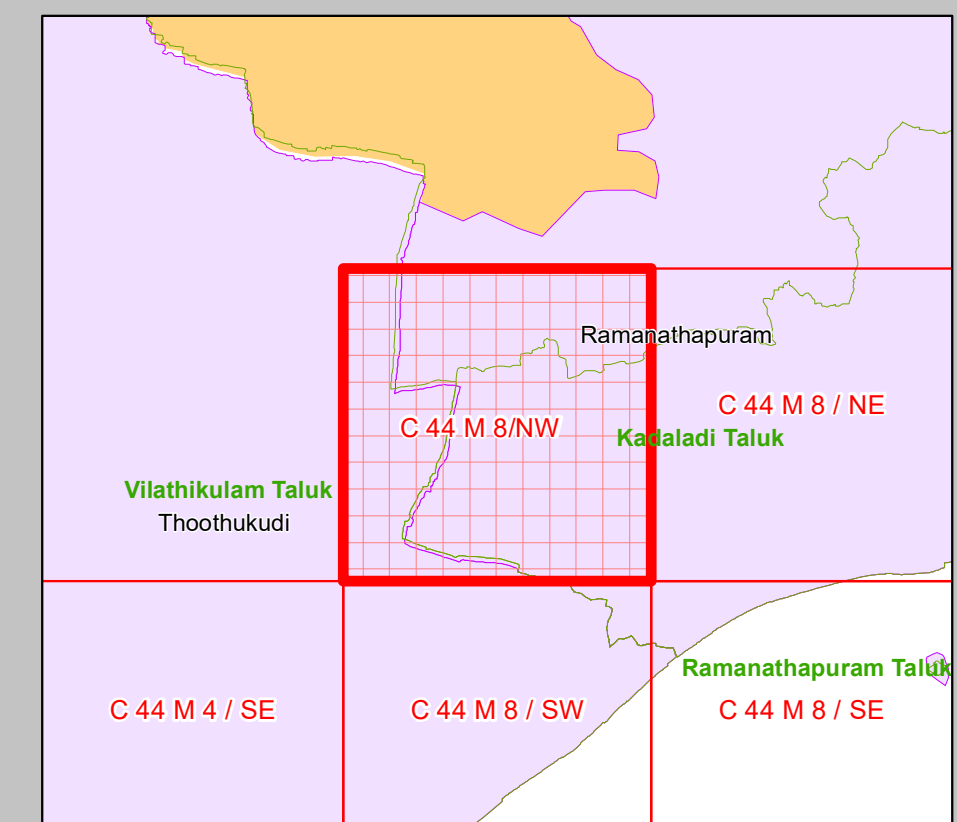 Ramanathapuram
C 44 M 8 / NE
C 44 M 8/NW
Kadaladi Taluk
Vilathikulam Taluk
Thoothukudi
Ramanathapuram Taluk
C 44 M 4 / SE
C 44 M 8 / SW
C 44 M 8 / SE